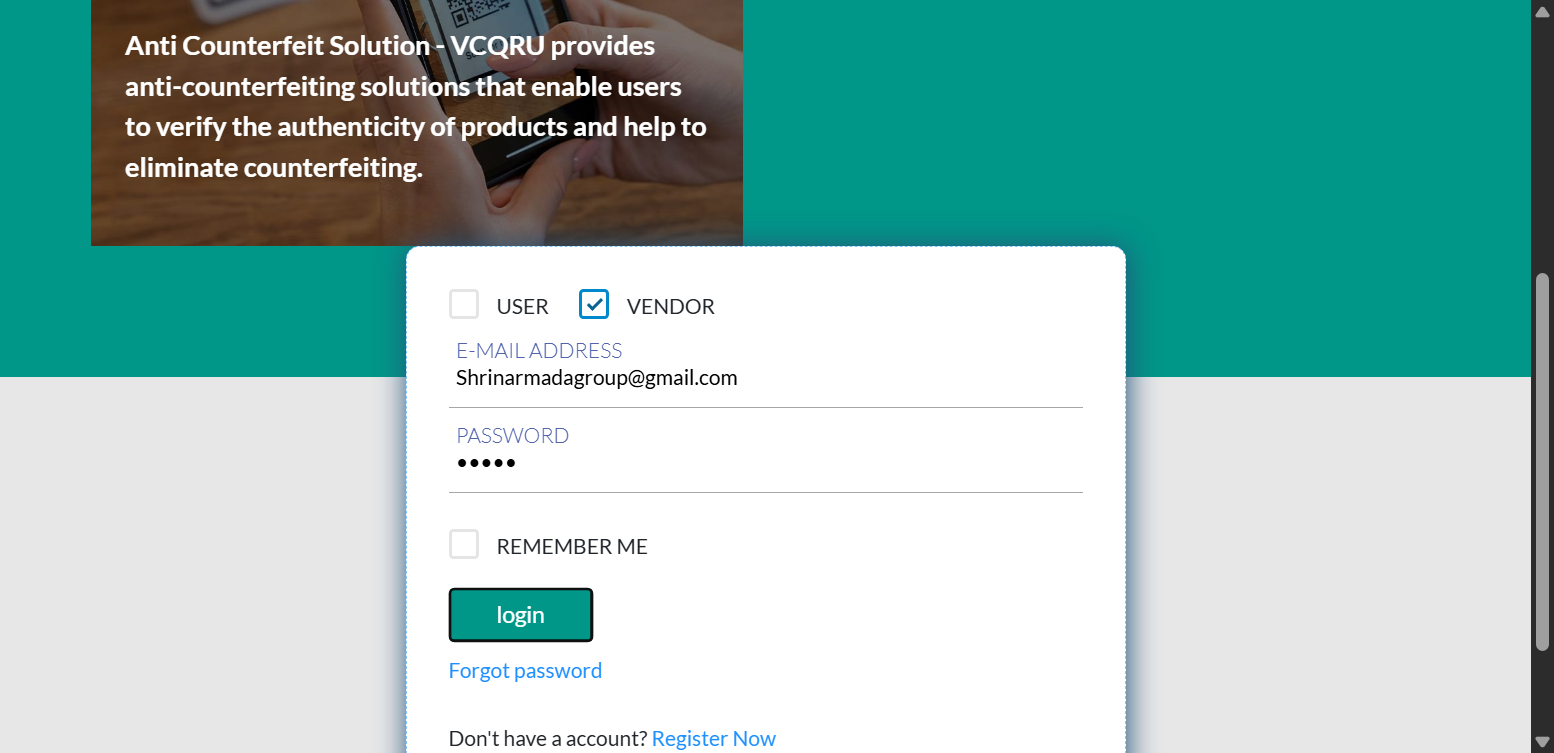 Anti Counterfeit Solution - VCQRU provides
anti-counterfeiting solutions that enable users
to verify the authenticity of products and help to
eliminate counterfeiting.
USER VENDOR
E-MAIL ADDRESS
Shrinarmadagroup@gmail.com
PASSWORD
•••••
REMEMBER ME
login
Forgot password
Don't have a account? Register Now